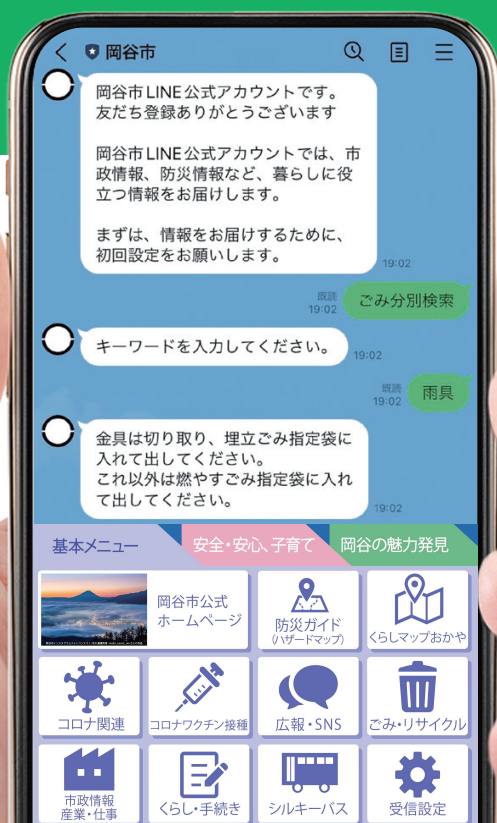 岡谷市
岡谷市LINE公式アカウントです。
友だち登録ありがとうございます
岡谷市LINE公式アカウントでは、市
政情報、防災情報など、暮らしに役
立つ情報をお届けします。
まずは、情報をお届けするために、
初回設定をお願いします。
19:02
既読
19:02
ごみ分別検索
キーワードを入力してください。
19:02
既読
19:02
雨具
金具は切り取り、埋立ごみ指定袋に
入れて出してください。
これ以外は燃やすごみ指定袋に入れ
て出してください。
19:02
基本メニュー
安全・安心、子育て
岡谷の魅力発見
岡谷市公式
ホームページ
防災ガイド
(ハザードマップ)
くらしマップおかや
コロナ関連
コロナワクチン接種
広報・SNS
ごみ・リサイクル
市政情報
産業・仕事
くらし・手続き
シルキーバス
受信設定